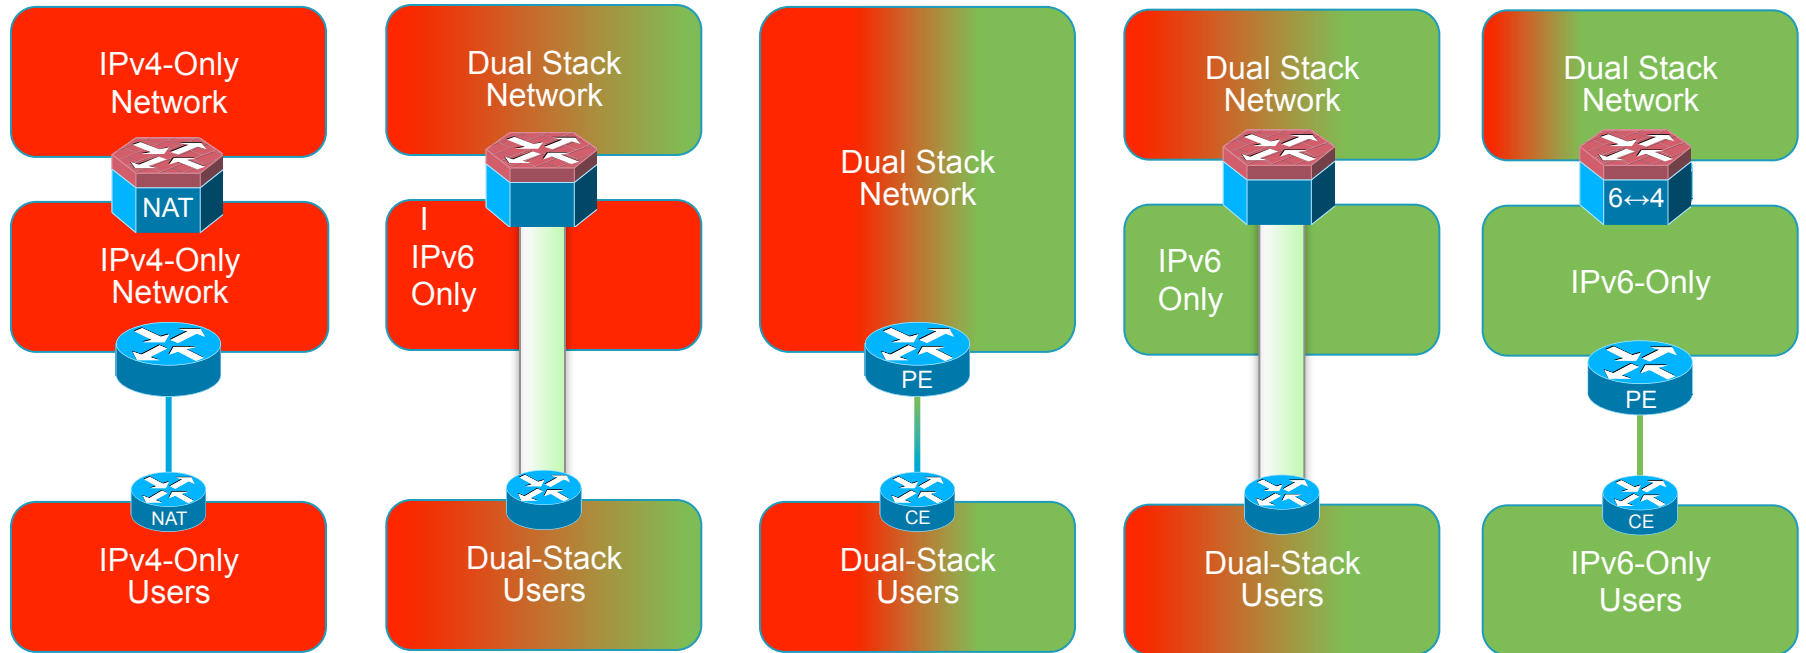 IPv4-Only
Network
NAT
IPv4-Only
Network
NAT
IPv4-Only
Users
Dual Stack
Network
I
IPv6
Only
Dual-Stack
Users
Dual Stack
Network
PE
CE
Dual-Stack
Users
Dual Stack
Network
IPv6
Only
Dual-Stack
Users
Dual Stack
Network
6↔4
IPv6-Only
PE
CE
IPv6-Only
Users